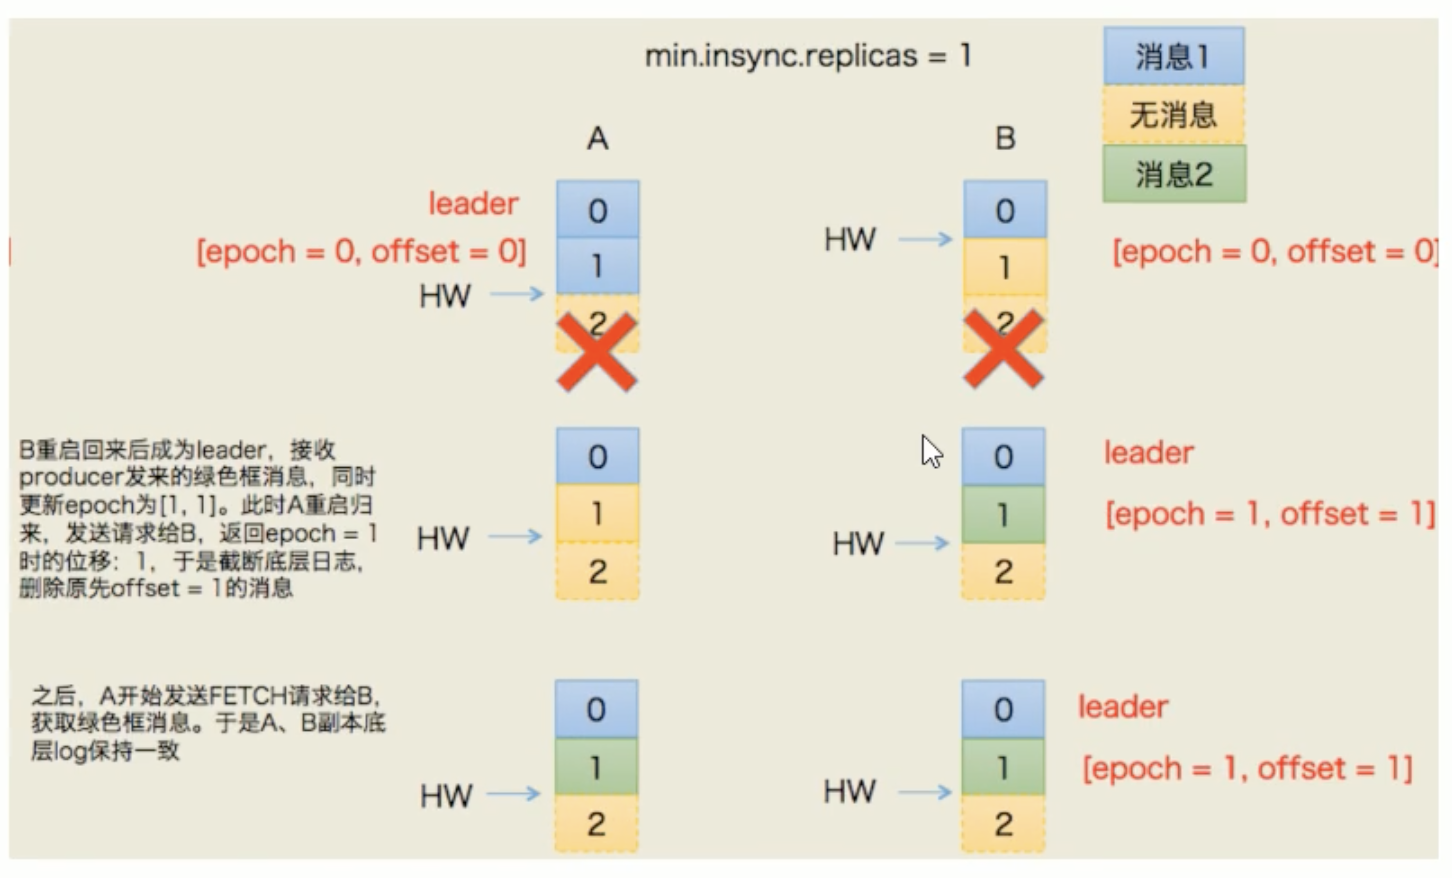 min.insync.replicas = 1
消息1
无消息
消息2
A
B
leader
[epoch = 0, offset = 0]
HW
0
1
2
HW
0
1
2
[epoch = 0, offset = 0]
B重启回来后成为leader，接收
producer发来的绿色框消息，同时
更新epoch为[1, 1]。此时A重启归
来，发送请求给B，返回epoch = 1
时的位移：1，于是截断底层日志，
删除原先offset = 1的消息
HW
0
1
2
HW
0
1
2
leader
[epoch = 1, offset = 1]
之后，A开始发送FETCH请求给B，
获取绿色框消息。于是A、B副本底
层log保持一致
HW
0
1
2
HW
0
1
2
leader
[epoch = 1, offset = 1]